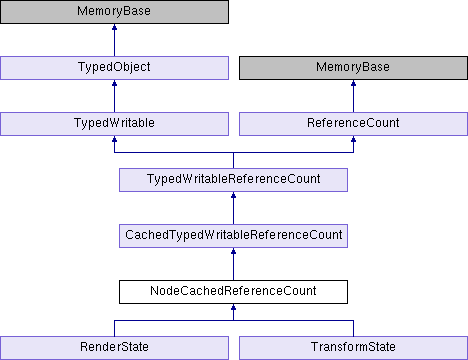 MemoryBase
TypedObject
MemoryBase
TypedWritable
ReferenceCount
TypedWritableReferenceCount
CachedTypedWritableReferenceCount
NodeCachedReferenceCount
RenderState
TransformState